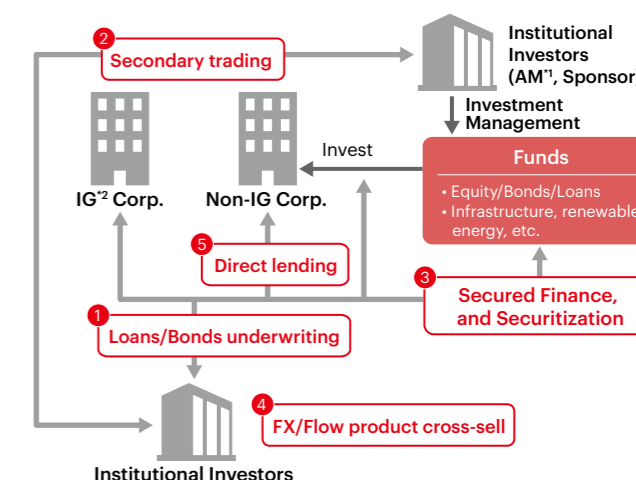 2
Secondary trading
Institutional
Investors
(AM*1, Sponsor)
Investment
Management
Invest
Funds
• Equity/Bonds/Loans
• Infrastructure, renewable
energy, etc.
IG*2 Corp.
Non-IG Corp.
5
Direct lending
3
Secured Finance,
and Securitization
1
Loans/Bonds underwriting
4
FX/Flow product cross-sell
Institutional Investors